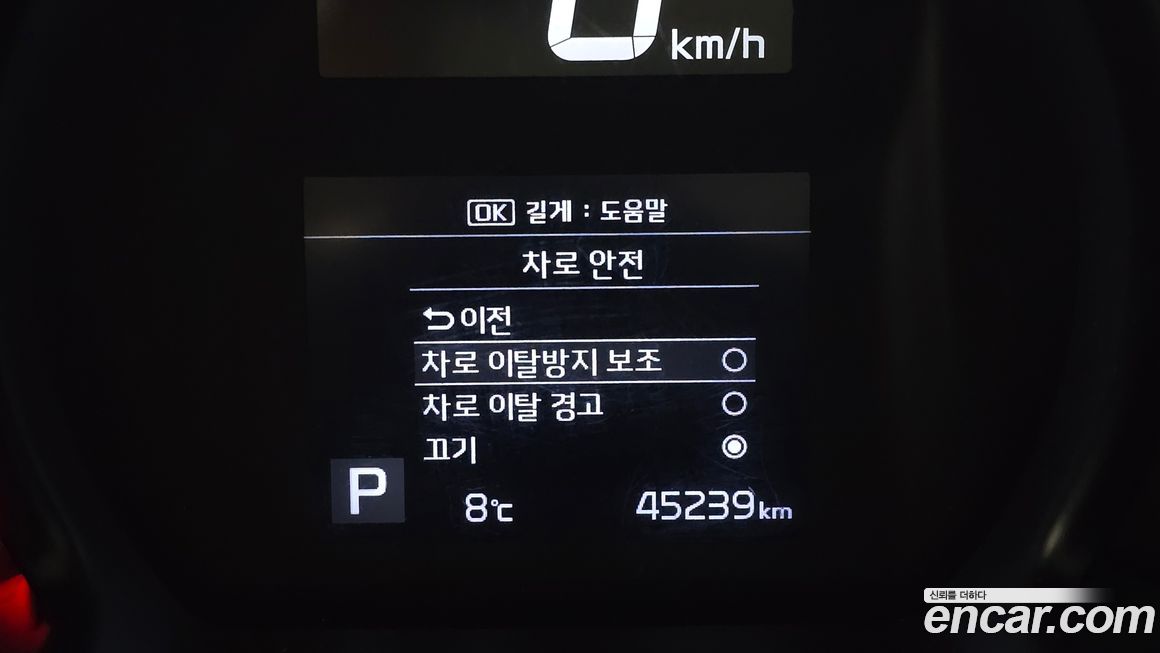 0 km/h
OK 길게 : 도움말
차로 안전
이전
차로 이탈방지 보조
차로 이탈 경고
끄기
P 8℃ 45239km
신뢰를 더하다
encar.com